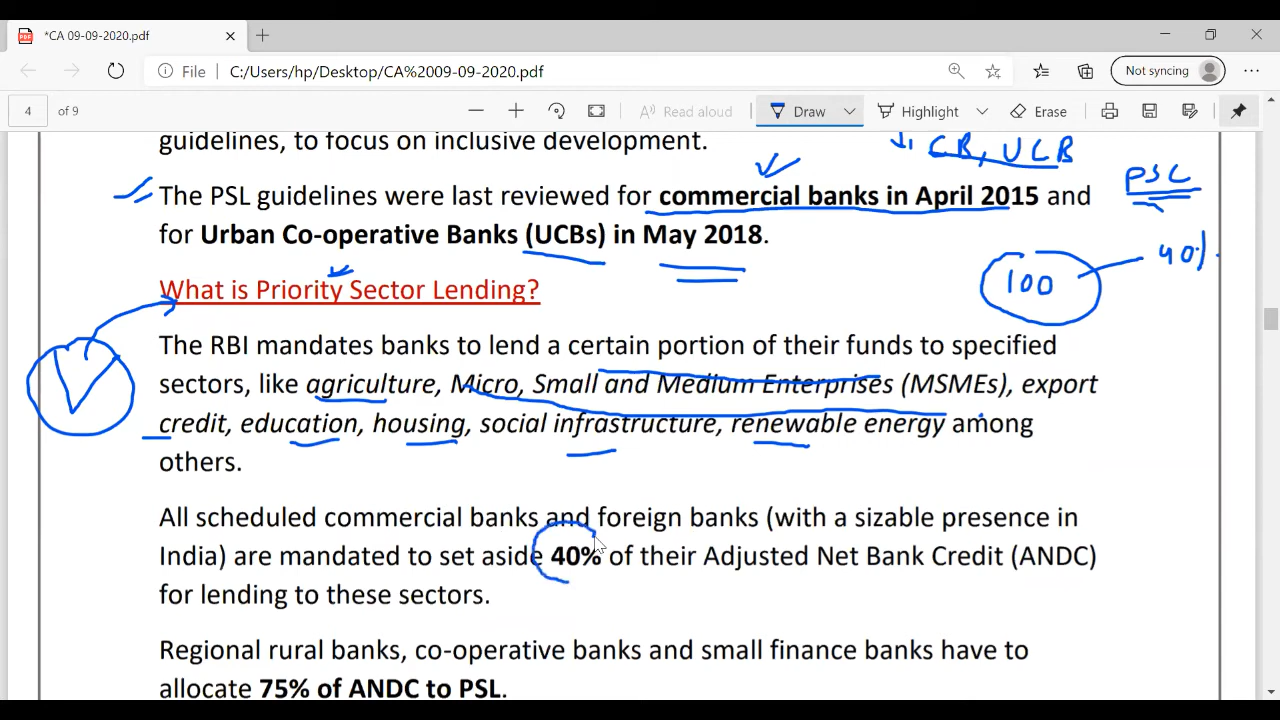 *CA 09-09-2020.pdf
File C:/Users/hp/Desktop/CA%2009-09-2020.pdf
Not syncing
4 of 9
Read aloud
Draw
Highlight
Erase
guidelines, to focus on inclusive development.
CB, UCB
The PSL guidelines were last reviewed for commercial banks in April 2015 and
PSL
for Urban Co-operative Banks (UCBs) in May 2018.
40%
100
What is Priority Sector Lending?
The RBI mandates banks to lend a certain portion of their funds to specified
sectors, like agriculture, Micro, Small and Medium Enterprises (MSMEs), export
credit, education, housing, social infrastructure, renewable energy among
others.
All scheduled commercial banks and foreign banks (with a sizable presence in
India) are mandated to set aside 40% of their Adjusted Net Bank Credit (ANDC)
for lending to these sectors.
Regional rural banks, co-operative banks and small finance banks have to
allocate 75% of ANDC to PSL.